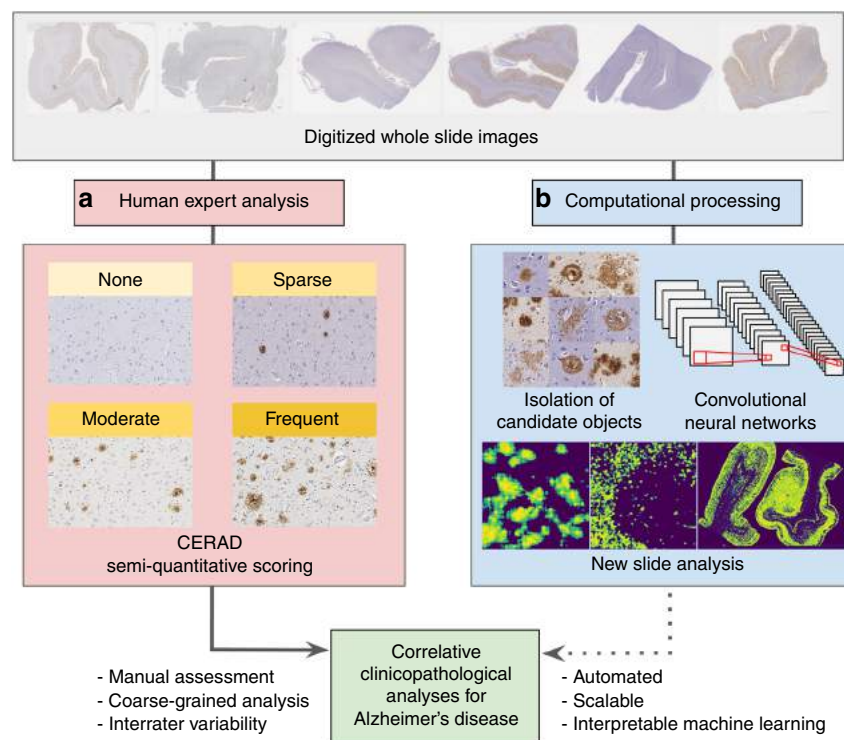 Digitized whole slide images
a Human expert analysis
b Computational processing
None
Sparse
Moderate
Frequent
CERAD
semi-quantitative scoring
Isolation of
candidate objects
Convolutional
neural networks
New slide analysis
- Manual assessment
- Coarse-grained analysis
- Interrater variability
Correlative
clinicopathological
analyses for
Alzheimer's disease
- Automated
- Scalable
- Interpretable machine learning